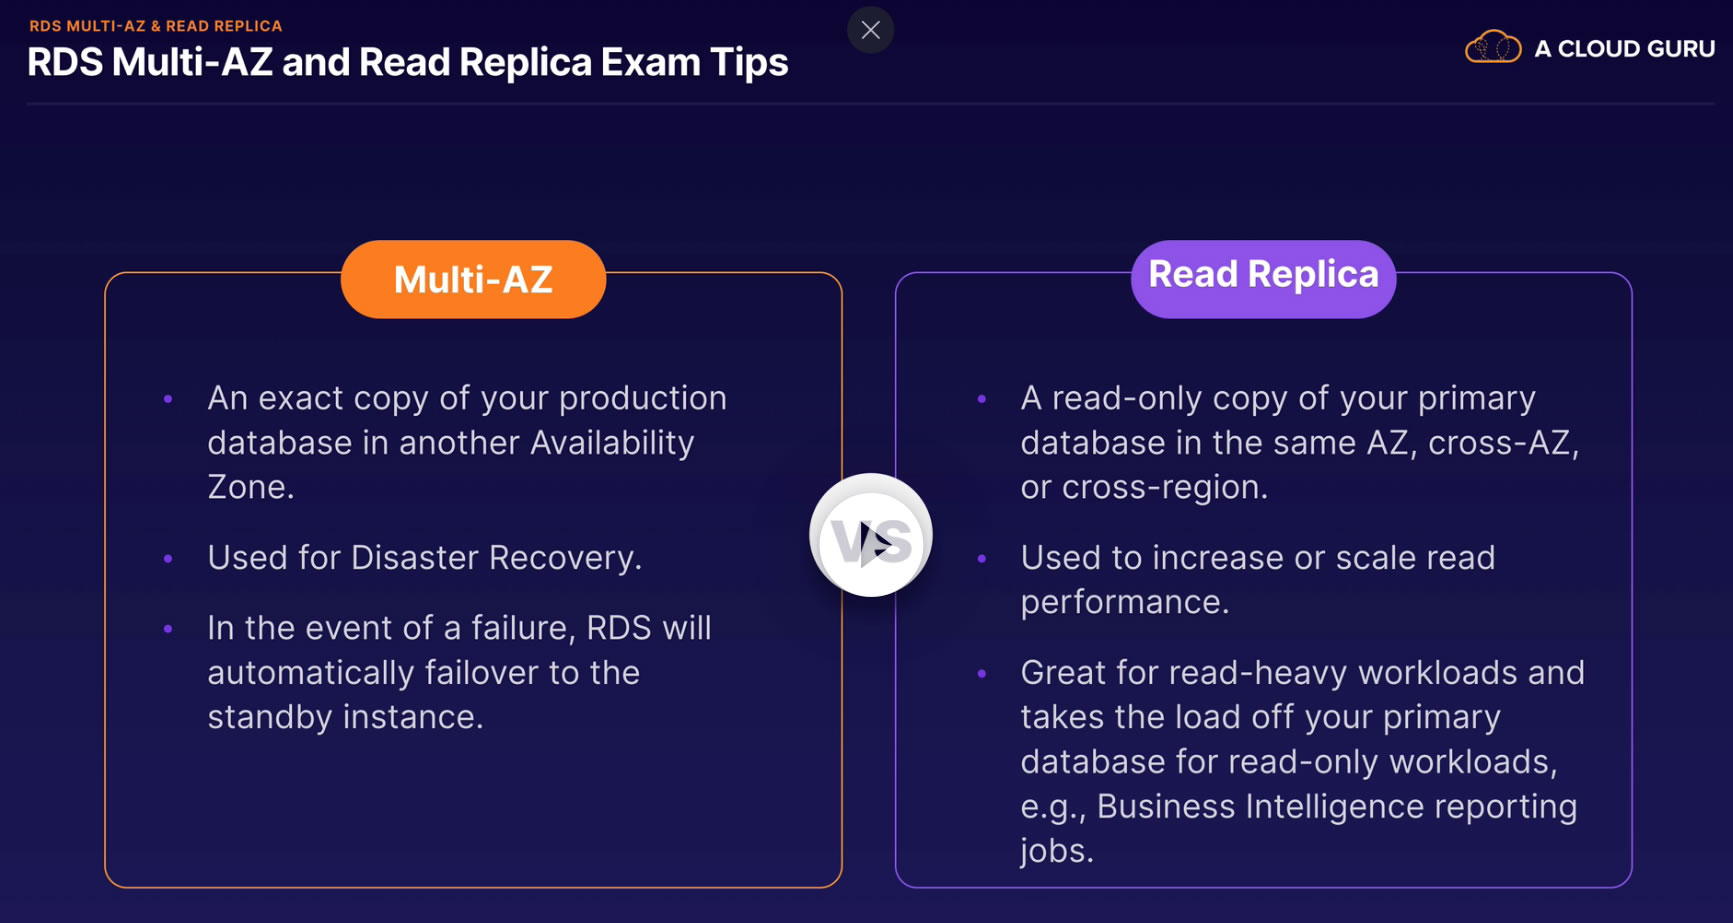 RDS MULTI-AZ & READ REPLICA
RDS Multi-AZ and Read Replica Exam Tips
A CLOUD GURU
Multi-AZ
• An exact copy of your production
database in another Availability
Zone.
• Used for Disaster Recovery.
• In the event of a failure, RDS will
automatically failover to the
standby instance.
VS
Read Replica
• A read-only copy of your primary
database in the same AZ, cross-AZ,
or cross-region.
• Used to increase or scale read
performance.
• Great for read-heavy workloads and
takes the load off your primary
database for read-only workloads,
e.g., Business Intelligence reporting
jobs.